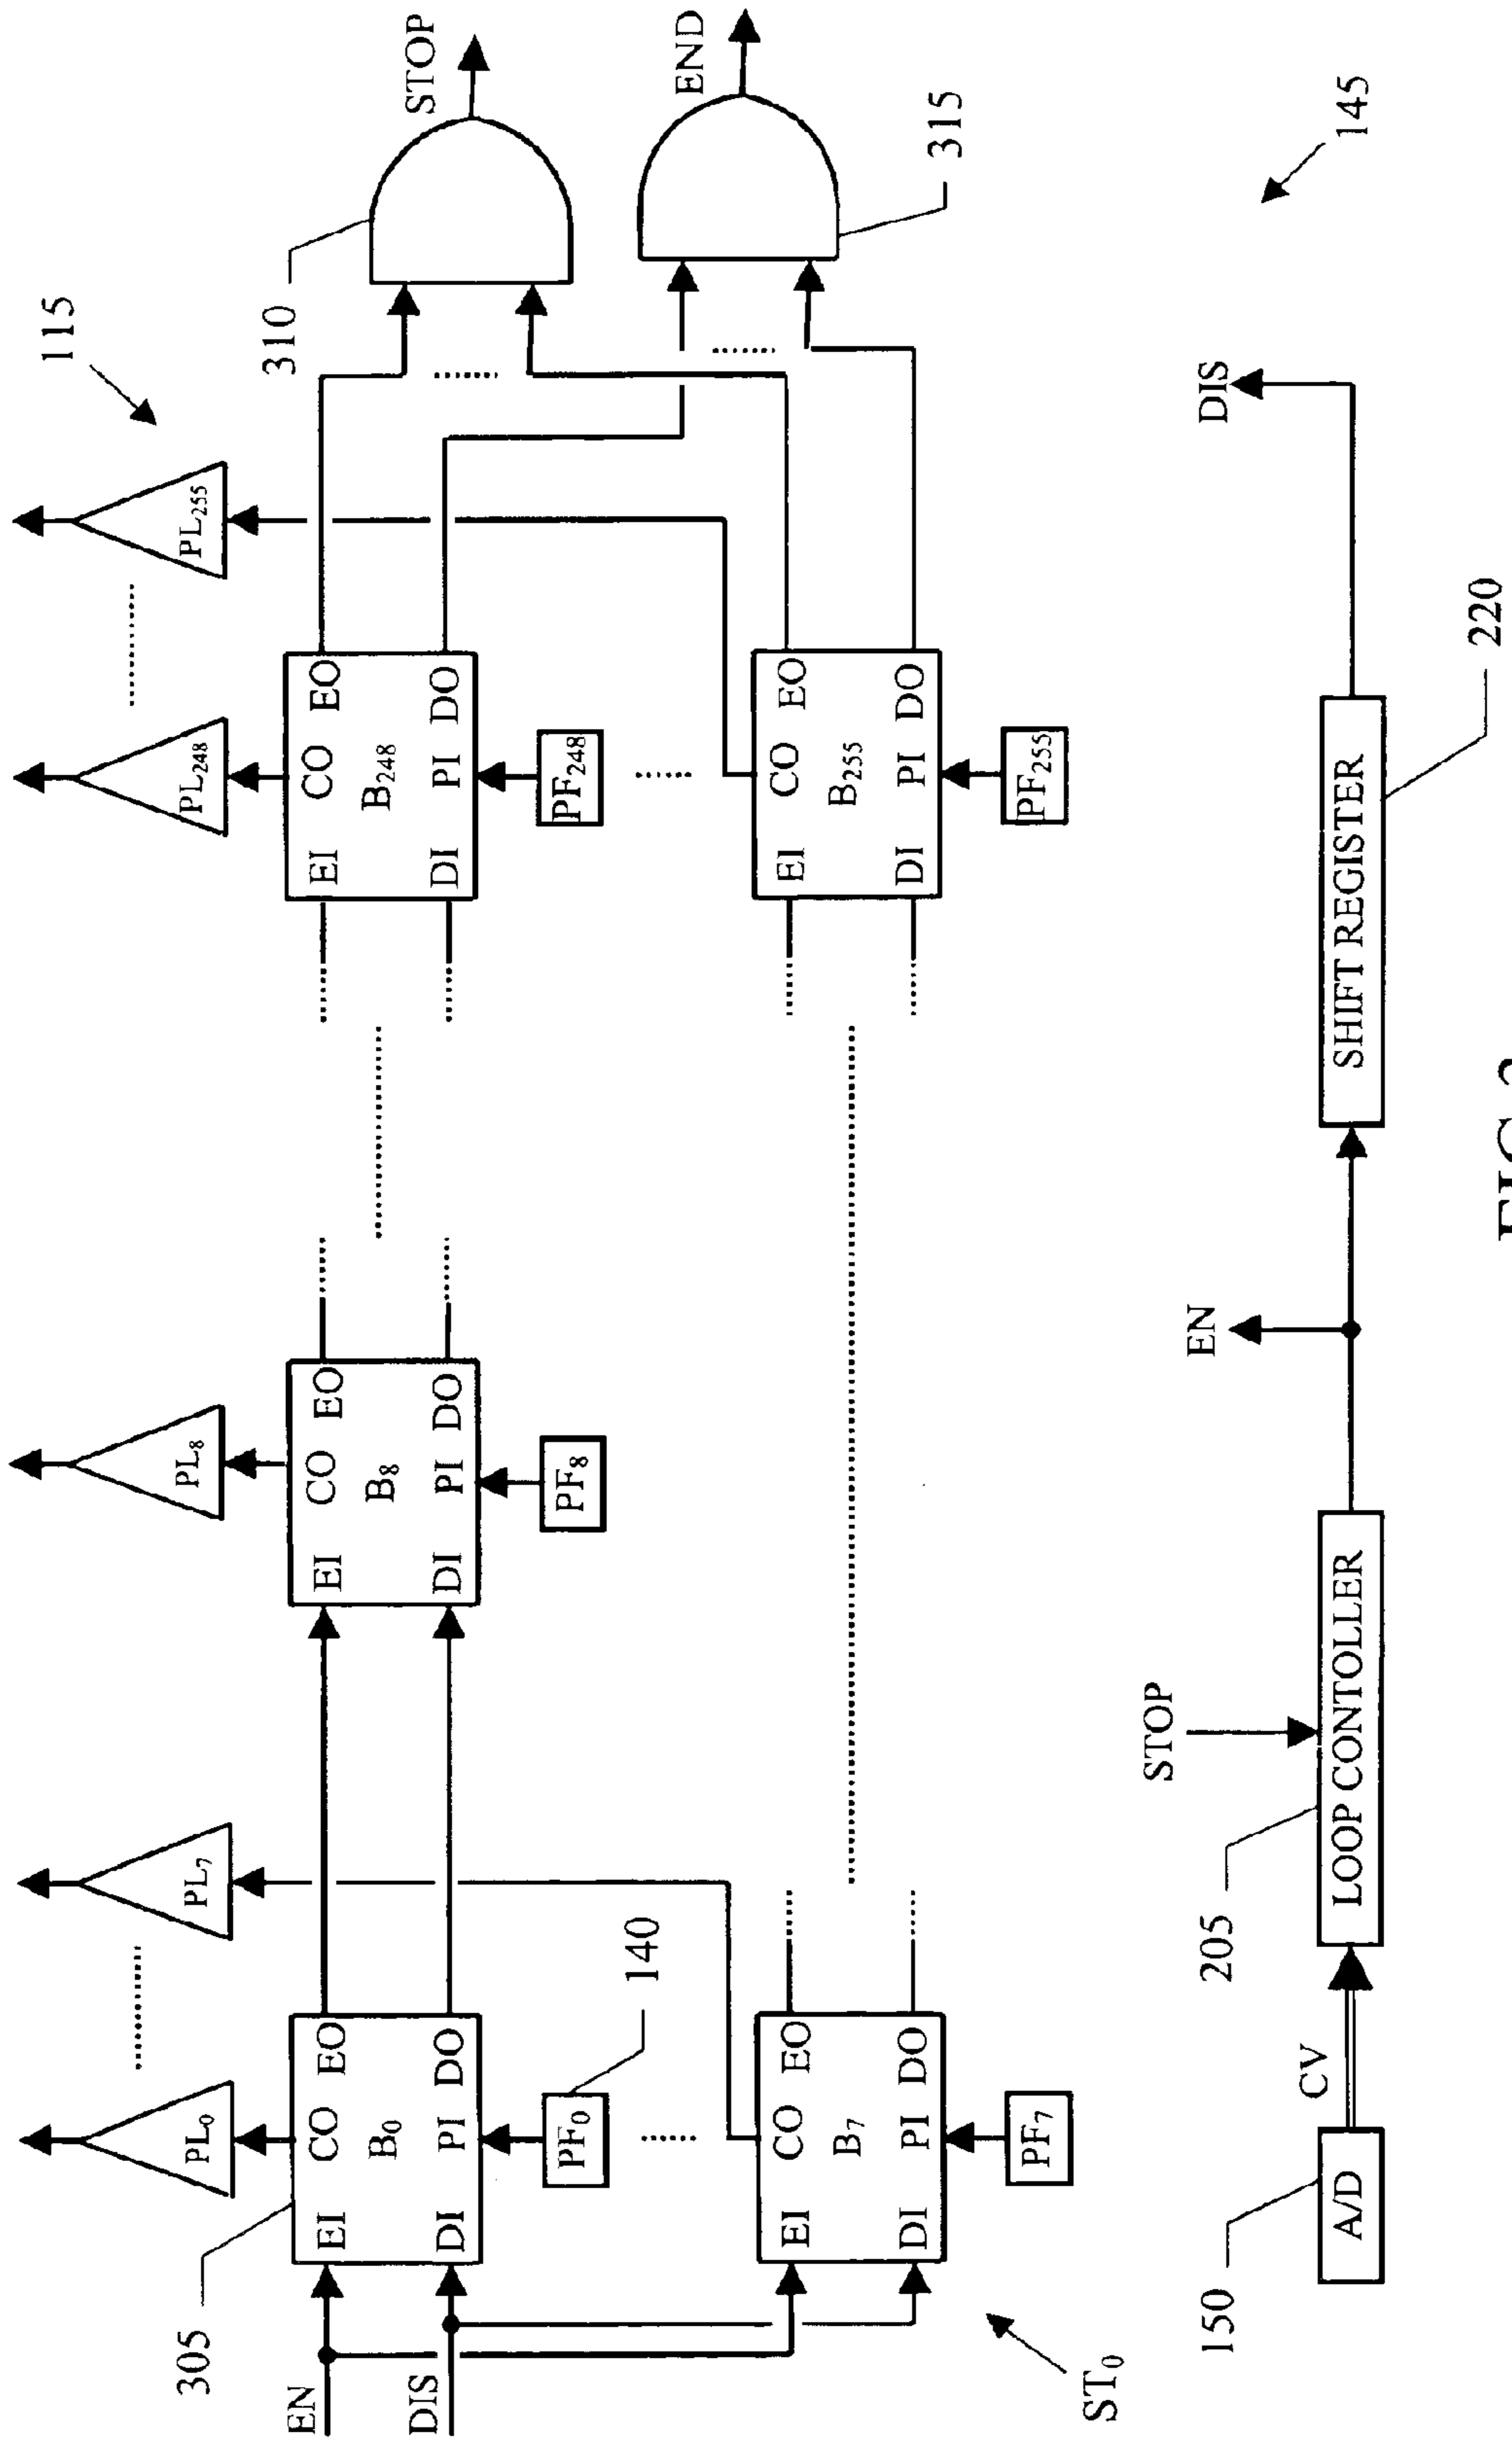 115
PL0
PL7
PL8
PL248
PL255
305
310
STOP
EN
EI CO EO
B0
DI PI DO
EI CO EO
B8
DI PI DO
EI CO EO
B248
DI PI DO
DIS
PF0
140
PF8
PF248
END
315
EI CO EO
B7
DI PI DO
EI CO EO
B255
DI PI DO
PF7
PF255
ST0
145
STOP
EN
DIS
150
CV
205
A/D
LOOP CONTOLLER
SHIFT REGISTER
220